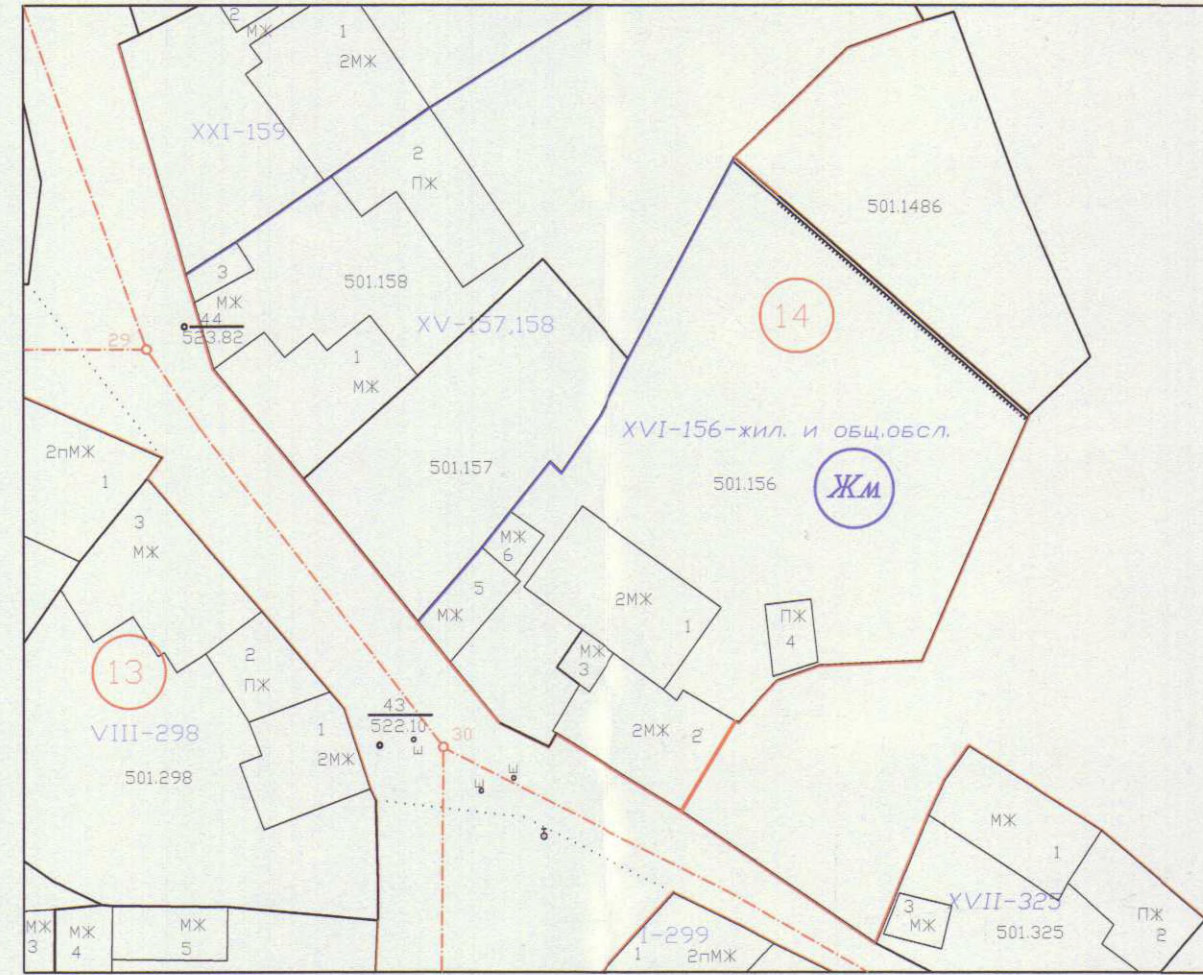 2
МЖ
1
2МЖ
XXI-159
2
ПЖ
3
МЖ
501.158
44
523.82
29
XV-157,158
1
МЖ
501.1486
14
XVI-156-жил. и общ.обсл.
501.157
501.156
Жм
2пМЖ
1
3
МЖ
МЖ
6
5
МЖ
2МЖ
1
ПЖ
4
МЖ
3
13
2
ПЖ
VIII-298
501.298
1
2МЖ
43
522.10
30
2МЖ
2
Е
Е
Е
МЖ
1
XVII-325
3
МЖ
501.325
ПЖ
2
МЖ
3
МЖ
4
МЖ
5
I-299
1
2пМЖ